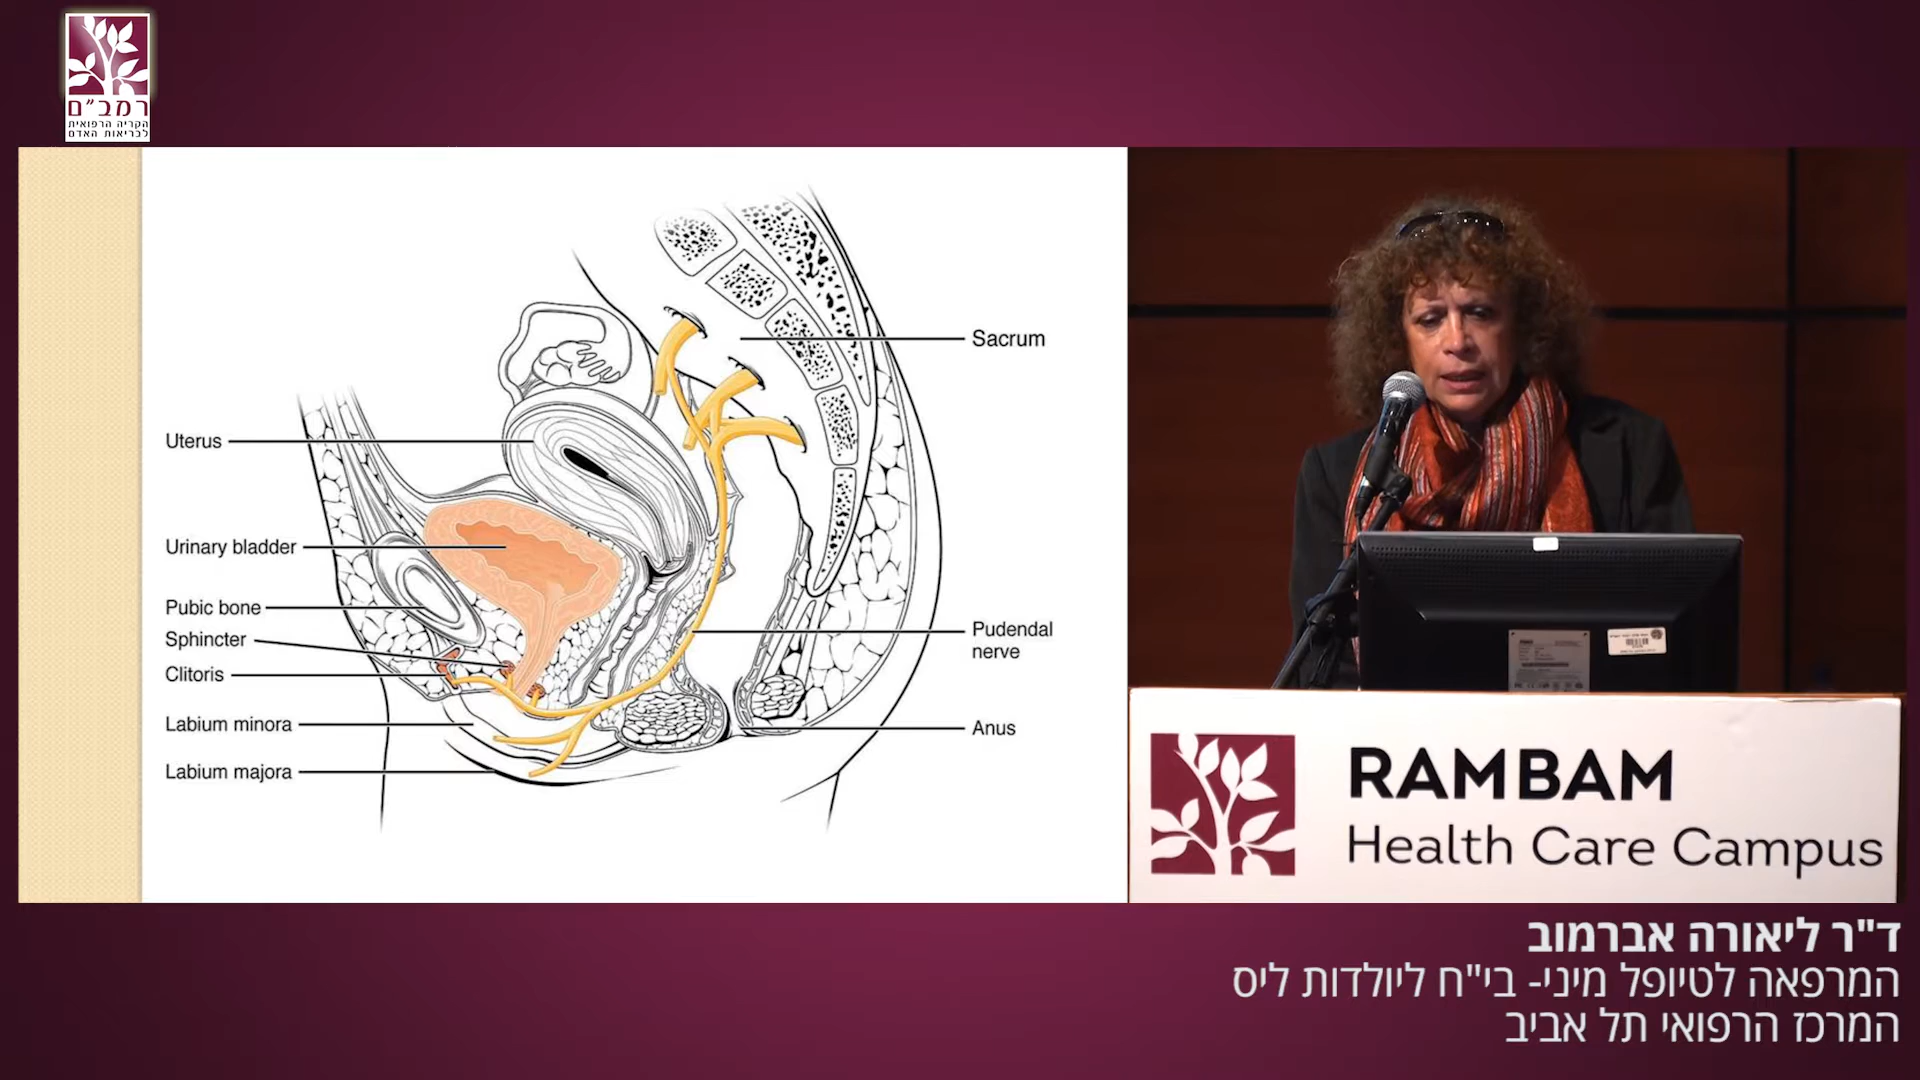 רמב"ם
הקריה הרפואית
לבריאות האדם
Sacrum
Uterus
Urinary bladder
Pubic bone
Sphincter
Clitoris
Labium minora
Labium majora
Pudendal
nerve
Anus
RAMBAM
Health Care Campus
ד"ר ליאורה אברמוב
המרפאה לטיופל מיני- בי"ח ליולדות ליס
המרכז הרפואי תל אביב